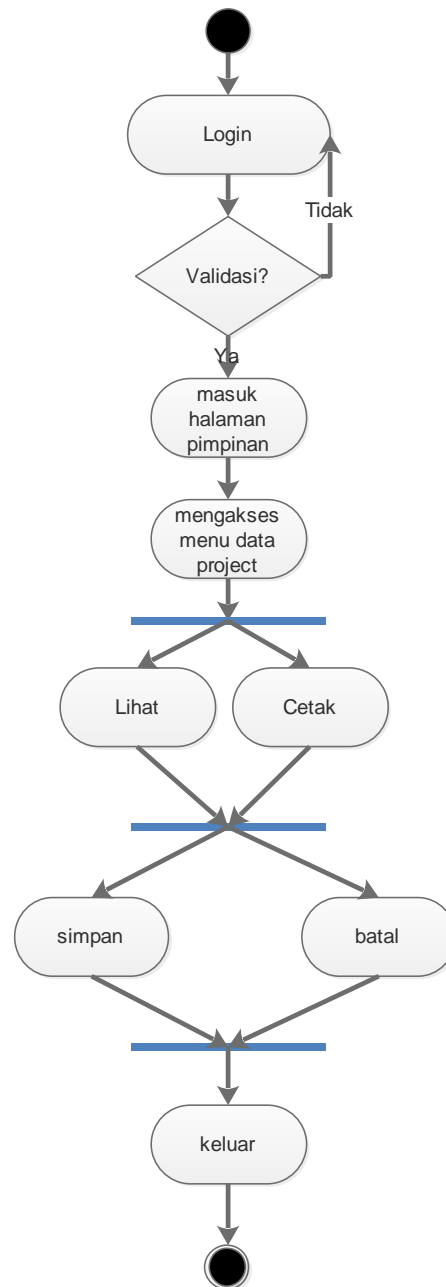 Login
Tidak
Validasi?
Ya
masuk
halaman
pimpinan
mengakses
menu data
project
Lihat
Cetak
simpan
batal
keluar